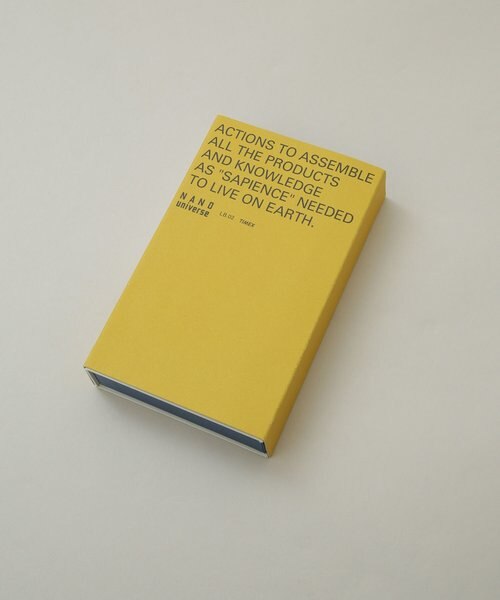 ACTIONS TO ASSEMBLE
ALL THE PRODUCTS
AND KNOWLEDGE
AS "SAPIENCE" NEEDED
TO LIVE ON EARTH.
NANO
universe LB.02 TIMEX